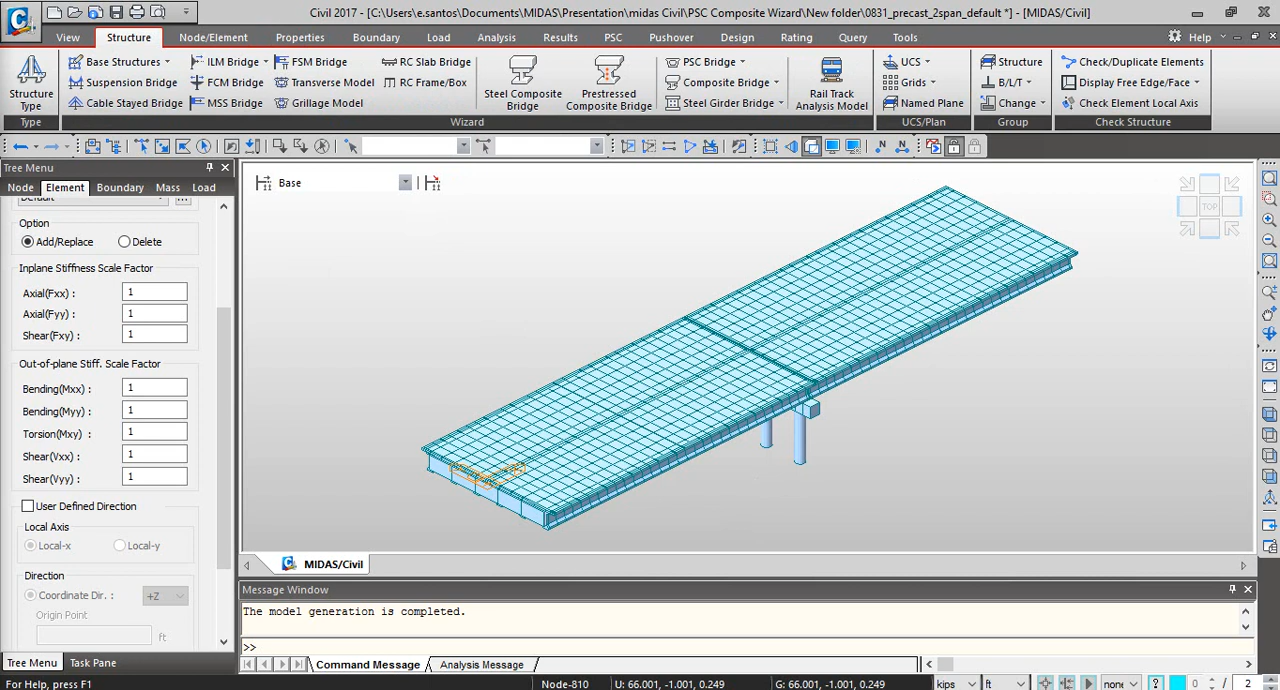 Civil 2017 - [C:\Users\e.santos\Documents\MIDAS\Presentation\midas Civil\PSC Composite Wizard\New folder\0831_precast_2span_default *] - [MIDAS/Civil]
View Structure Node/Element Properties Boundary Load Analysis Results PSC Pushover Design Rating Query Tools Help
Base Structures ILM Bridge FSM Bridge RC Slab Bridge PSC Bridge UCS Structure Check/Duplicate Elements
Suspension Bridge FCM Bridge Transverse Model RC Frame/Box Composite Bridge Grids B/L/T Display Free Edge/Face
Structure Type Cable Stayed Bridge MSS Bridge Grillage Model Steel Composite Bridge Prestressed Composite Bridge Steel Girder Bridge Rail Track Analysis Model Named Plane Change Check Element Local Axis
Type Wizard UCS/Plan Group Check Structure
Tree Menu
Node Element Boundary Mass Load
Base
TOP
Default
Option
Add/Replace Delete
Inplane Stiffness Scale Factor
Axial(Fxx) : 1
Axial(Fyy) : 1
Shear(Fxy) : 1
Out-of-plane Stiff. Scale Factor
Bending(Mxx) : 1
Bending(Myy) : 1
Torsion(Mxy) : 1
Shear(Vxx) : 1
Shear(Vyy) : 1
User Defined Direction
Local Axis
Local-x Local-y
Direction
Coordinate Dir. : +Z
Origin Point
ft
Tree Menu Task Pane
MIDAS/Civil
Message Window
The model generation is completed.
>>
Command Message Analysis Message
For Help, press F1 Node-810 U: 66.001, -1.001, 0.249 G: 66.001, -1.001, 0.249 kips ft none ? 0 / 2